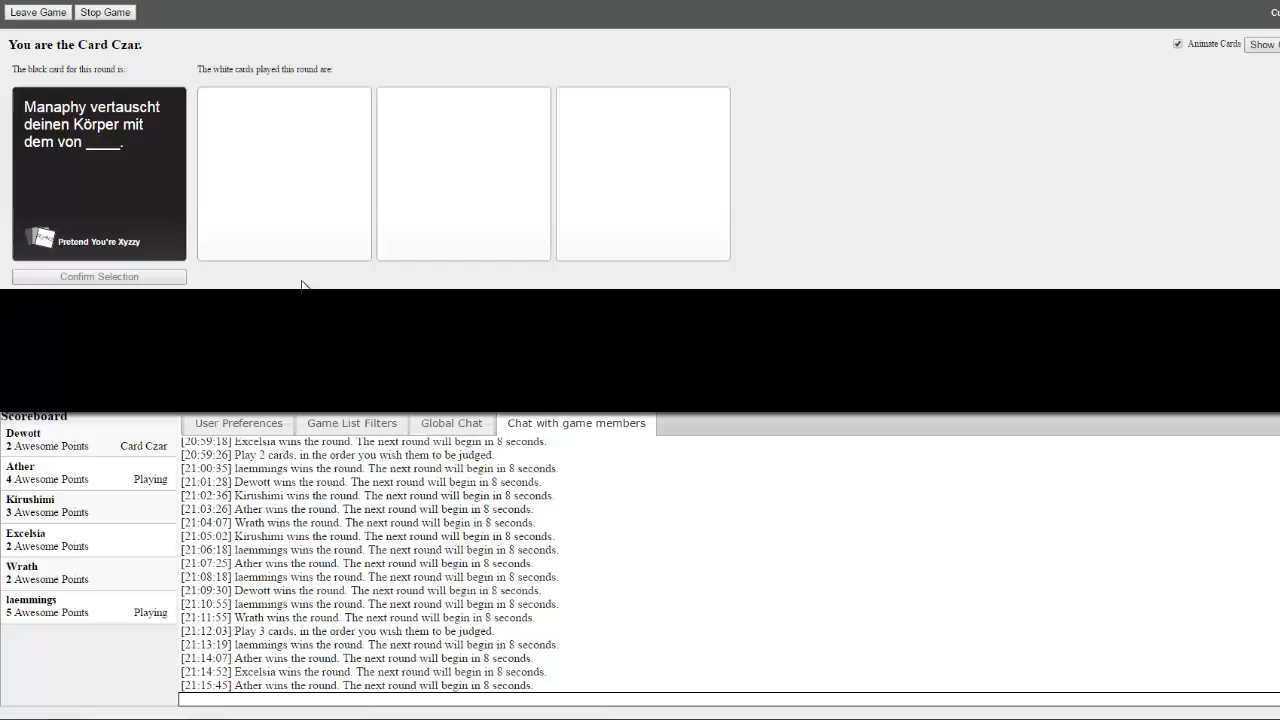 Leave Game Stop Game
You are the Card Czar.
Animate Cards Show
The black card for this round is:
The white cards played this round are:
Manaphy vertauscht
deinen Körper mit
dem von ____.
Pretend You're Xyzzy
Confirm Selection
Scoreboard
Dewott
2 Awesome Points Card Czar
Ather
4 Awesome Points Playing
Kirushimi
3 Awesome Points
Excelsia
2 Awesome Points
Wrath
2 Awesome Points
laemmings
5 Awesome Points Playing
User Preferences Game List Filters Global Chat Chat with game members
[20:59:18] Excelsia wins the round. The next round will begin in 8 seconds.
[20:59:26] Play 2 cards, in the order you wish them to be judged.
[21:00:35] laemmings wins the round. The next round will begin in 8 seconds.
[21:01:28] Dewott wins the round. The next round will begin in 8 seconds.
[21:02:36] Kirushimi wins the round. The next round will begin in 8 seconds.
[21:03:26] Ather wins the round. The next round will begin in 8 seconds.
[21:04:07] Wrath wins the round. The next round will begin in 8 seconds.
[21:05:02] Kirushimi wins the round. The next round will begin in 8 seconds.
[21:06:18] laemmings wins the round. The next round will begin in 8 seconds.
[21:07:25] Ather wins the round. The next round will begin in 8 seconds.
[21:08:18] laemmings wins the round. The next round will begin in 8 seconds.
[21:09:30] Dewott wins the round. The next round will begin in 8 seconds.
[21:10:55] laemmings wins the round. The next round will begin in 8 seconds.
[21:11:55] Wrath wins the round. The next round will begin in 8 seconds.
[21:12:03] Play 3 cards, in the order you wish them to be judged.
[21:13:19] laemmings wins the round. The next round will begin in 8 seconds.
[21:14:07] Ather wins the round. The next round will begin in 8 seconds.
[21:14:52] Excelsia wins the round. The next round will begin in 8 seconds.
[21:15:45] Ather wins the round. The next round will begin in 8 seconds.